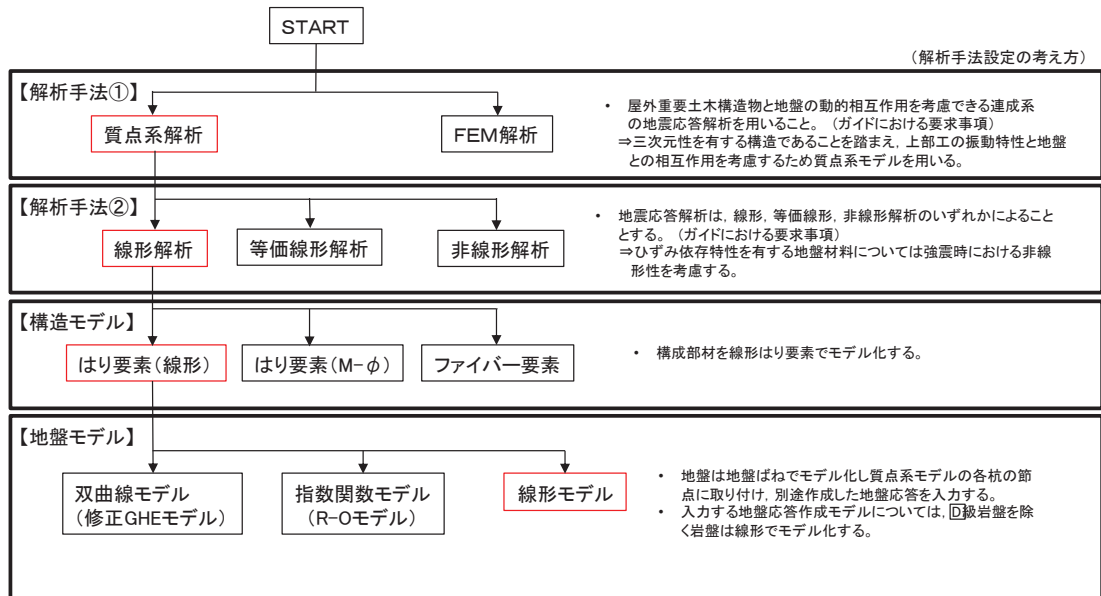 START
(解析手法設定の考え方)
【解析手法①】
質点系解析
FEM解析
・ 屋外重要土木構造物と地盤の動的相互作用を考慮できる連成系
の地震応答解析を用いること。(ガイドにおける要求事項)
⇒三次元性を有する構造であることを踏まえ,上部工の振動特性と地盤
との相互作用を考慮するため質点系モデルを用いる。
【解析手法②】
線形解析
等価線形解析
非線形解析
・ 地震応答解析は,線形,等価線形,非線形解析のいずれかによること
とする。(ガイドにおける要求事項)
⇒ひずみ依存特性を有する地盤材料については強震時における非線
形性を考慮する。
【構造モデル】
はり要素(線形)
はり要素(M-φ)
ファイバー要素
・ 構成部材を線形はり要素でモデル化する。
【地盤モデル】
双曲線モデル
(修正GHEモデル)
指数関数モデル
(R-Oモデル)
線形モデル
・ 地盤は地盤ばねでモデル化し質点系モデルの各杭の節
点に取り付け,別途作成した地盤応答を入力する。
・ 入力する地盤応答作成モデルについては,D級岩盤を除
く岩盤は線形でモデル化する。